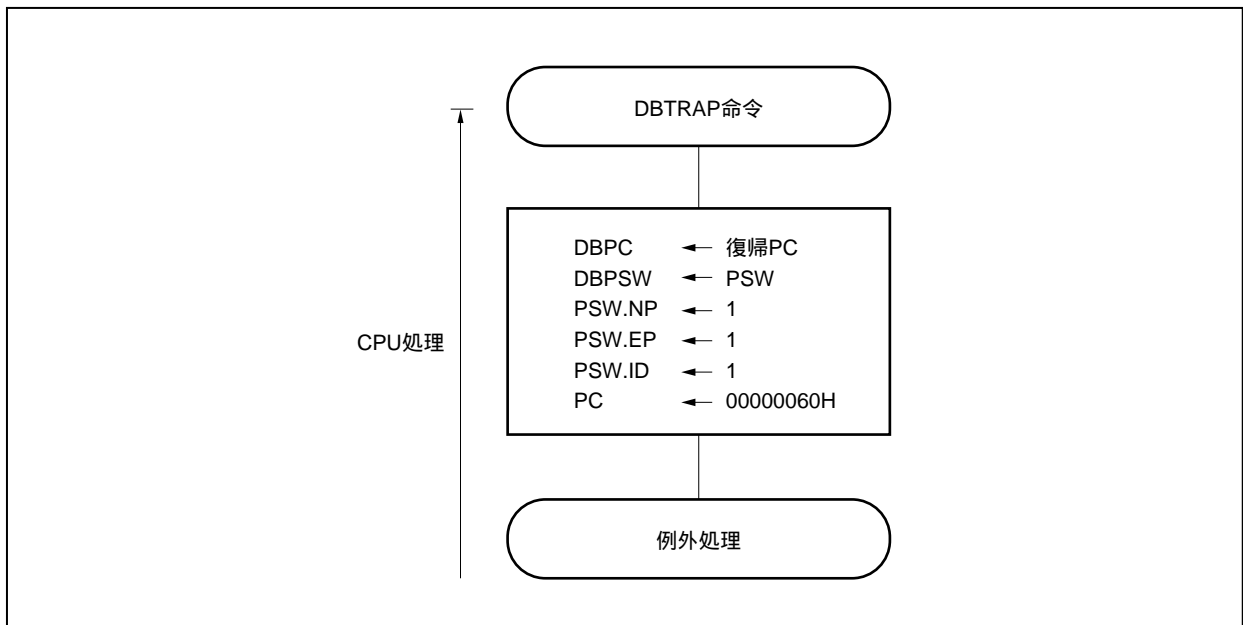 DBTRAP命令
DBPC ← 復帰PC
DBPSW ← PSW
PSW.NP ← 1
PSW.EP ← 1
PSW.ID ← 1
PC ← 00000060H
CPU処理
例外処理